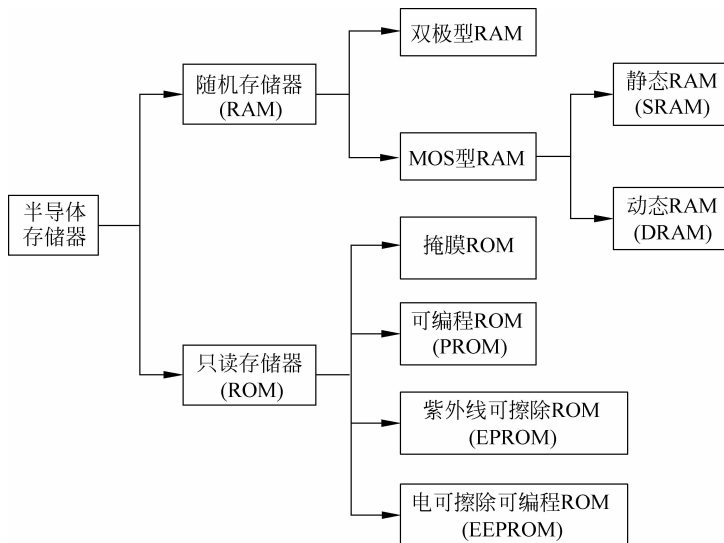 半导体
存储器
随机存储器
(RAM)
双极型RAM
MOS型RAM
静态RAM
(SRAM)
动态RAM
(DRAM)
只读存储器
(ROM)
掩膜ROM
可编程ROM
(PROM)
紫外线可擦除ROM
(EPROM)
电可擦除可编程ROM
(EEPROM)